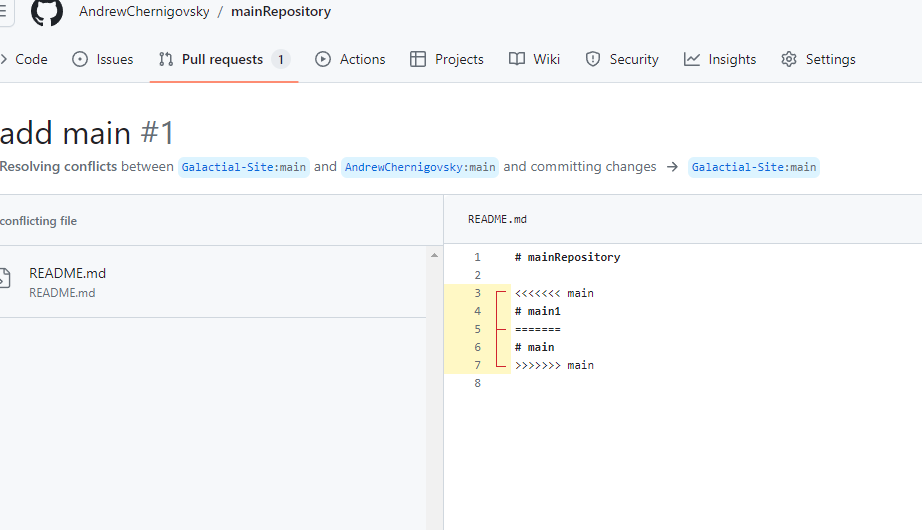 AndrewChernigovsky / mainRepository
Code Issues Pull requests 1 Actions Projects Wiki Security Insights Settings
add main #1
Resolving conflicts between Galactial-Site:main and AndrewChernigovsky:main and committing changes → Galactial-Site:main
conflicting file
README.md
README.md
README.md
1 # mainRepository
2
3 <<<<<<< main
4 # main1
5 =======
6 # main
7 >>>>>>> main
8